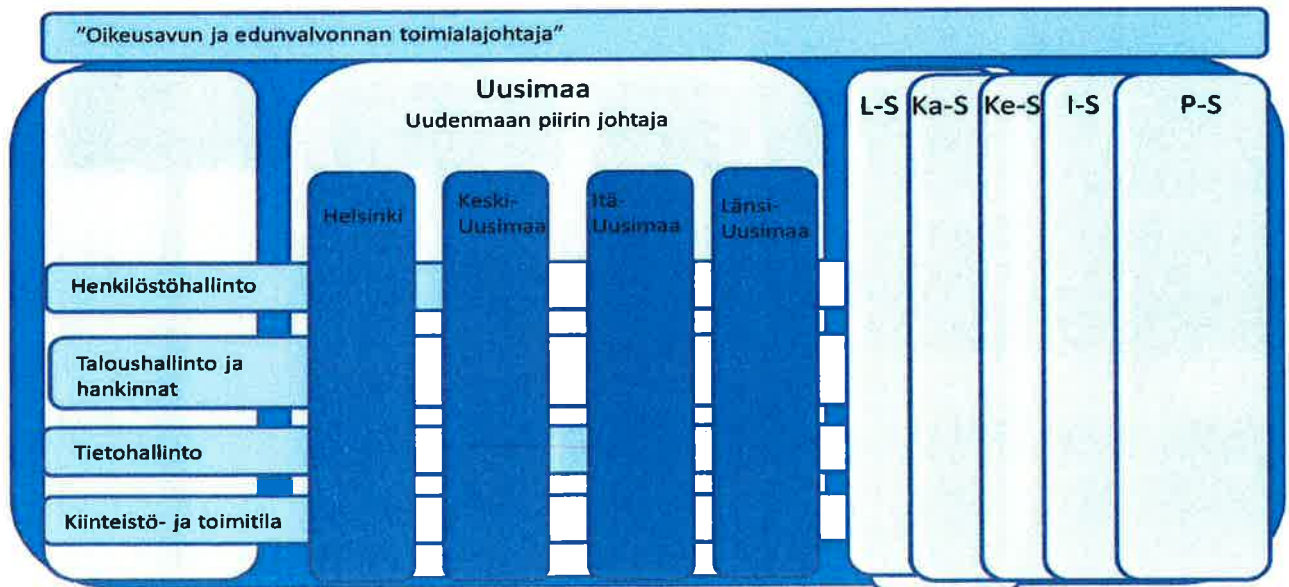 "Oikeusavun ja edunvalvonnan toimialajohtaja"
Uusimaa
Uudenmaan piirin johtaja
L-S
Ka-S
Ke-S
I-S
P-S
Helsinki
Keski-
Uusimaa
Itä-
Uusimaa
Länsi-
Uusimaa
Henkilöstöhallinto
Taloushallinto ja
hankinnat
Tietohallinto
Kiinteistö- ja toimitila